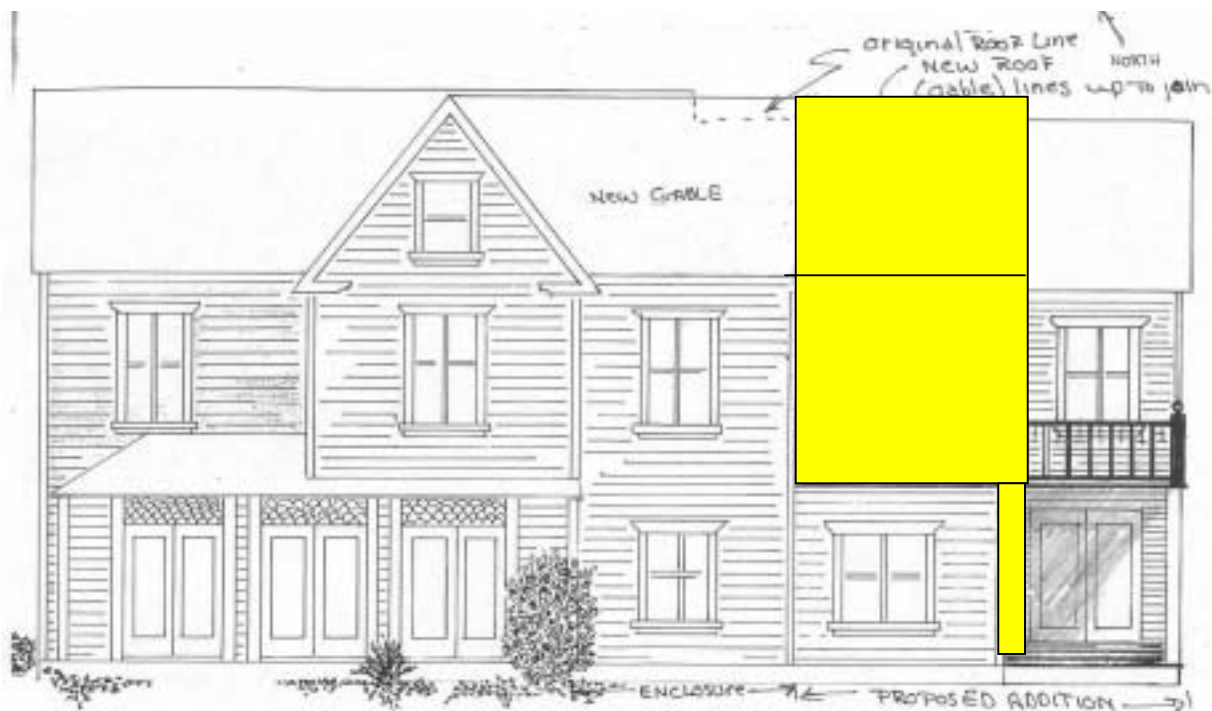 original Roof Line
NORTH
NEW ROOF
(gable) lines up to join
NEW GABLE
ENCLOSURE
PROPOSED ADDITION